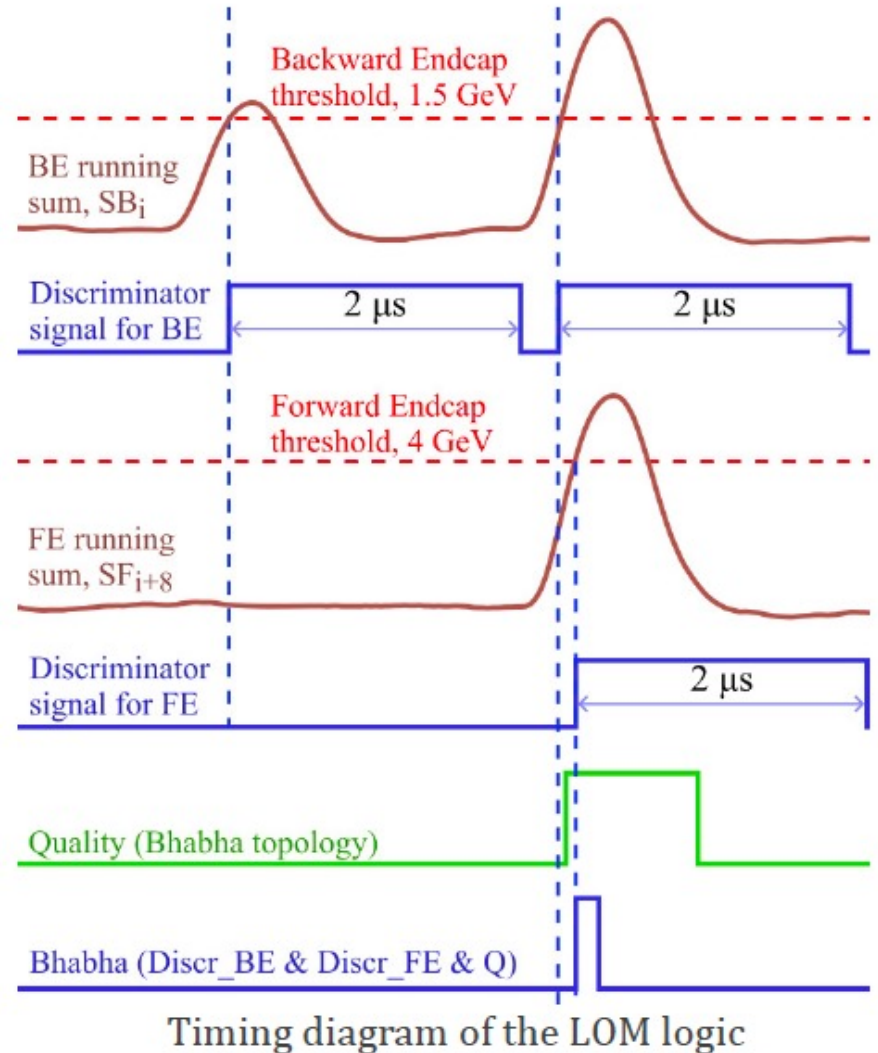 Backward Endcap
threshold, 1.5 GeV
BE running
sum, SBi
Discriminator
signal for BE
2 μs
2 μs
Forward Endcap
threshold, 4 GeV
FE running
sum, SFi+8
Discriminator
signal for FE
2 μs
Quality (Bhabha topology)
Bhabha (Discr_BE & Discr_FE & Q)
Timing diagram of the LOM logic